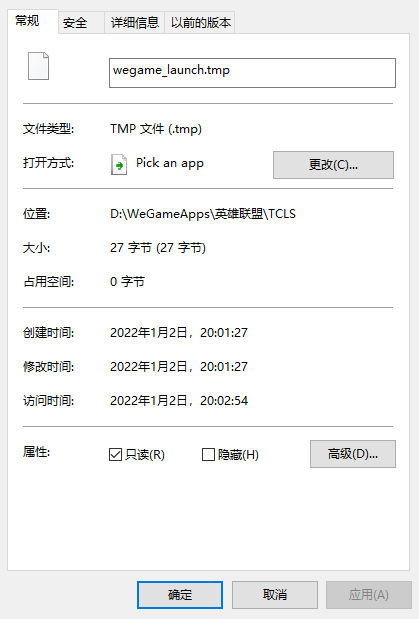 常规 安全 详细信息 以前的版本
wegame_launch.tmp
文件类型: TMP 文件 (.tmp)
打开方式: Pick an app 更改(C)...
位置: D:\WeGameApps\英雄联盟\TCLS
大小: 27 字节 (27 字节)
占用空间: 0 字节
创建时间: 2022年1月2日，20:01:27
修改时间: 2022年1月2日，20:01:27
访问时间: 2022年1月2日，20:02:54
属性: 只读(R) 隐藏(H) 高级(D)...
确定 取消 应用(A)